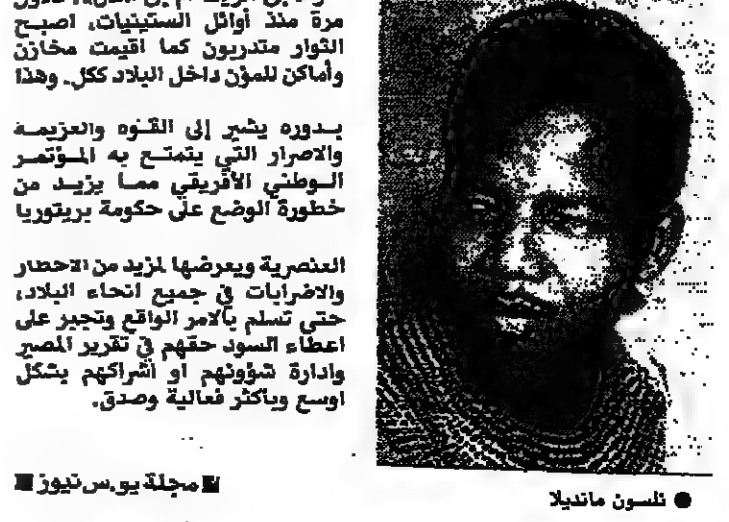 مرة منذ أوائل الستينيات، اصبح
الثوار متدربون كما اقيمت مخازن
وأماكن للمؤن داخل البلاد ككل. وهذا
بدوره يشير إلى القوه والعزيمة
والاصرار التي يتمتع به المؤتمر
الوطني الأفريقي مما يزيد من
خطورة الوضع على حكومة بريتوريا
العنصرية ويعرضها لمزيد من الاخطار
والاضرابات في جميع انحاء البلاد،
حتى تسلم بالامر الواقع وتجبر على
اعطاء السود حقهم في تقرير المصير
وادارة شؤونهم او اشراكهم بشكل
اوسع وبأكثر فعالية وصدق.
■ مجلة يو.س نيوز ■
● نلسون مانديلا